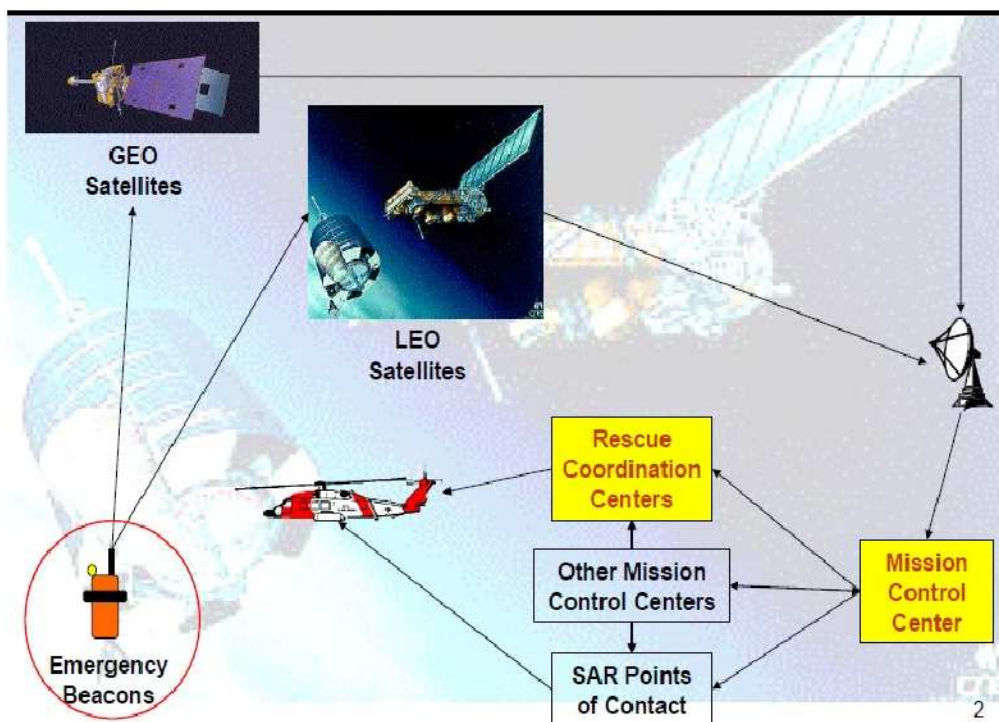 GEO
Satellites
LEO
Satellites
Rescue
Coordination
Centers
Other Mission
Control Centers
Mission
Control
Center
SAR Points
of Contact
Emergency
Beacons
2